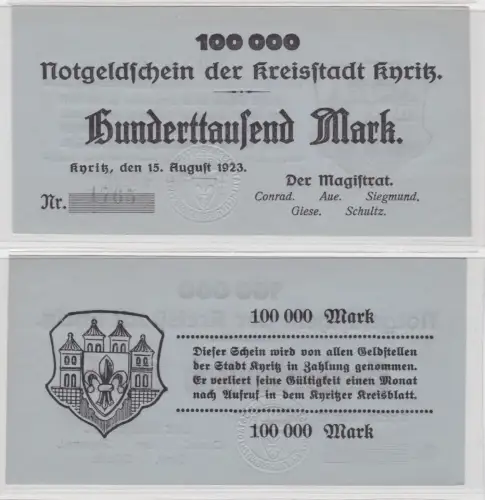 100 000
Notgeldschein der Kreisstadt Kyritz.
Hunderttausend Mark.
Kyritz, den 15. August 1923.
Der Magistrat.
Conrad. Aue. Siegmund.
Giese. Schultz.
Nr. 1765
100 000 Mark
Dieser Schein wird von allen Geldstellen
der Stadt Kyritz in Zahlung genommen.
Er verliert seine Gültigkeit einen Monat
nach Aufruf in dem Kyritzer Kreisblatt.
100 000 Mark